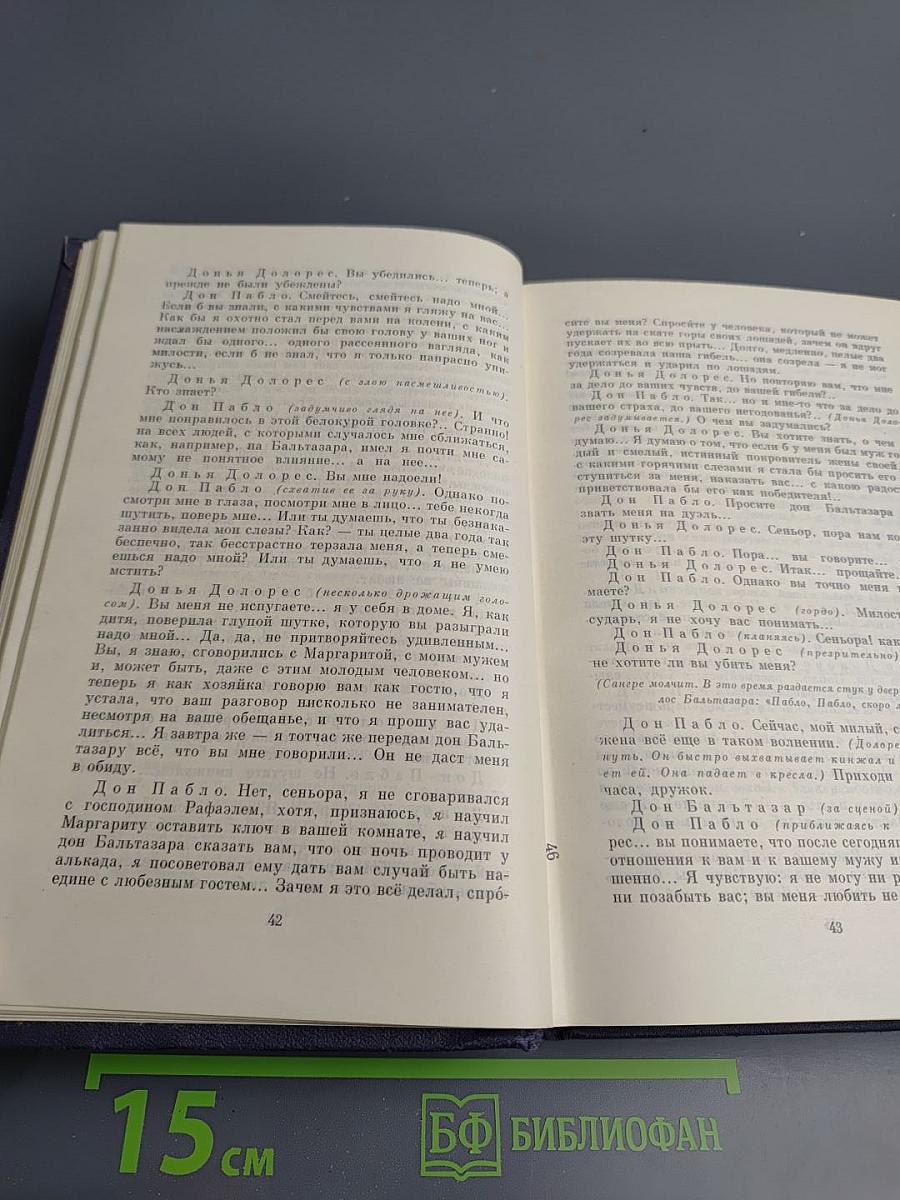 Донья Долорес. Вы убедились... теперь; а
прежде не были убеждены?
Дон Пабло. Смейтесь, смейтесь надо мной...
Если б вы знали, с какими чувствами я гляжу на вас...
Как бы я охотно стал перед вами на колени, с каким
наслаждением положил бы свою голову у ваших ног и
ждал бы одного... одного рассеянного взгляда, как
милости, если б не знал, что я только напрасно уни-
жусь...
Донья Долорес (с злою насмешливостью).
Кто знает?
Дон Пабло (задумчиво глядя на нее). И что
мне понравилось в этой белокурой головке?.. Странно!
на всех людей, с которыми случалось мне сближаться,
как, например, на Бальтазара, имел я почти мне са-
мому не понятное влияние... а на нее...
Донья Долорес. Вы мне надоели!
Дон Пабло (схватив ее за руку). Однако по-
смотри мне в глаза, посмотри мне в лицо... тебе некогда
шутить, поверь мне... Или ты думаешь, что ты безнака-
занно видела мои слезы? Как? — ты целые два года так
беспечно, так бесстрастно терзала меня, а теперь сме-
ешься надо мной? Или ты думаешь, что я не умею
мстить?
Донья Долорес (несколько дрожащим голо-
сом). Вы меня не испугаете... я у себя в доме. Я, как
дитя, поверила глупой шутке, которую вы разыграли
надо мной... Да, да, не притворяйтесь удивленным...
Вы, я знаю, сговорились с Маргаритой, с моим мужем
и, может быть, даже с этим молодым человеком... но
теперь я как хозяйка говорю вам как гостю, что я
устала, что ваш разговор нисколько не занимателен,
несмотря на ваше обещанье, и что я прошу вас уда-
литься... Я завтра же — я тотчас же передам дон Баль-
тазару всё, что вы мне говорили... Он не даст меня
в обиду.
Дон Пабло. Нет, сеньора, я не сговаривался
с господином Рафаэлем, хотя, признаюсь, я научил
Маргариту оставить ключ в вашей комнате, я научил
дон Бальтазара сказать вам, что он ночь проводит у
алькада, я посоветовал ему дать вам случай быть на-
едине с любезным гостем... Зачем я это всё делал, спро́-
42
сите вы меня? Спросите у человека, который не может
удержать на скате горы своих лошадей, зачем он вдруг
пускает их во всю прыть... Долго, медленно, целые два
года созревала наша гибель... она созрела — я не мог
удержаться и ударил по лошадям.
Донья Долорес. Но повторяю вам, что мне
за дело до ваших чувств, до вашей гибели?..
Дон Пабло. Так... но и мне-то что за дело до
вашего страха, до вашего негодованья?.. (Донья Доло-
рес задумывается.) О чем вы задумались?
Донья Долорес. Вы хотите знать, о чем
думаю... Я думаю о том, что если б у меня был муж го
дый и смелый, истинный покровитель жены своей,
с какими горячими слезами я стала бы просить его
ступиться за меня, наказать вас... с какою радос
приветствовала бы его как победителя!..
Дон Пабло. Просите дон Бальтазара
звать меня на дуэль...
Донья Долорес. Сеньор, пора нам ко
эту шутку...
Дон Пабло. Пора... вы говорите...
Донья Долорес. Итак... прощайте.
Дон Пабло. Однако вы точно меня
маете?
Донья Долорес (гордо). Милост
сударь, я не хочу вас понимать...
Дон Пабло (кланяясь). Сеньора! как
Донья Долорес (презрительно)
не хотите ли вы убить меня?
(Сангре молчит. В это время раздается стук у двер
лос Бальтазара: «Пабло, Пабло, скоро л
Дон Пабло. Сейчас, мой милый, с
жена всё еще в таком волнении. (Долоре
путь. Он быстро выхватывает кинжал и
ет ей. Она падает в кресла.) Приходи
часа, дружок.
Дон Бальтазар (за сценой)
Дон Пабло (приближаясь к
рес... вы понимаете, что после сегодняш
отношения к вам и к вашему мужу и
шенно... Я чувствую: я не могу ни р
ни позабыть вас; вы меня любить не
43
46
15 см
БФ БИБЛИОФАН